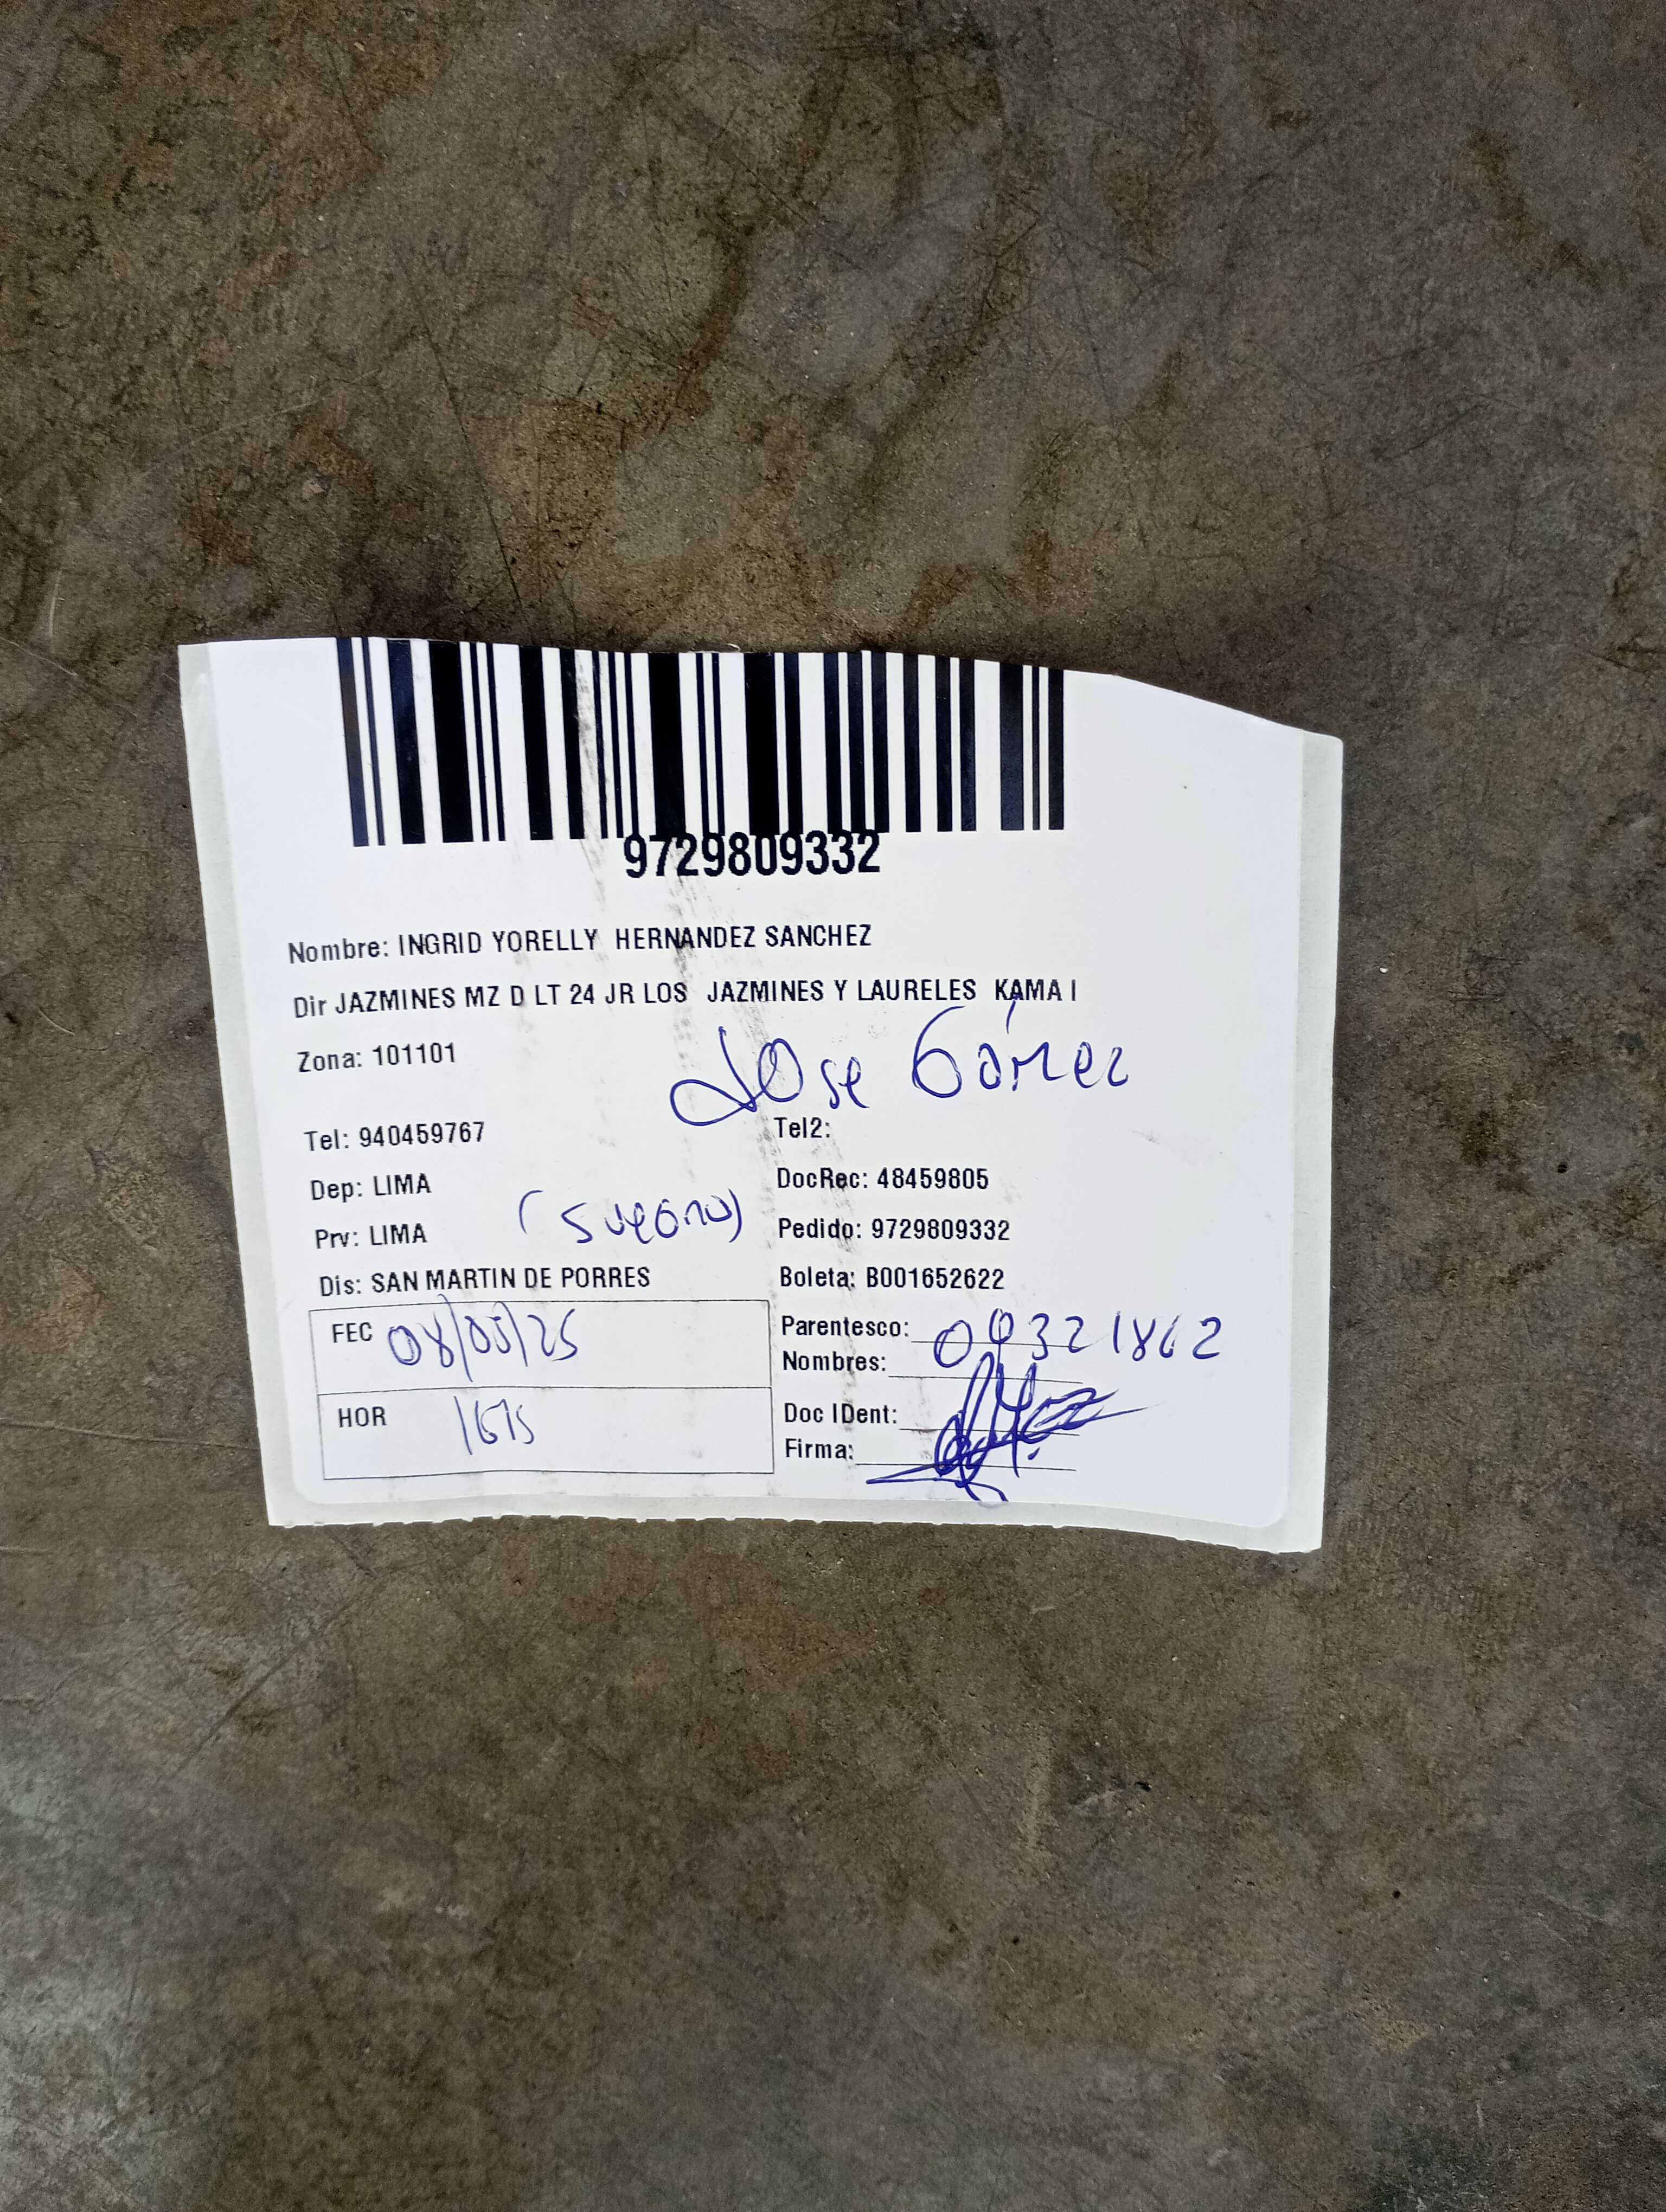 9729809332
Nombre: INGRID YORELLY HERNANDEZ SANCHEZ
Dir JAZMINES MZ D LT 24 JR LOS JAZMINES Y LAURELES KAMA I
Zona: 101101
Jose Gómez
Tel: 940459767
Tel2:
Dep: LIMA
DocRec: 48459805
Prv: LIMA
(suegro)
Pedido: 9729809332
Dis: SAN MARTIN DE PORRES
Boleta: B001652622
FEC 08/05/25
Parentesco:
Nombres:
HOR 1615
Doc IDent:
Firma: